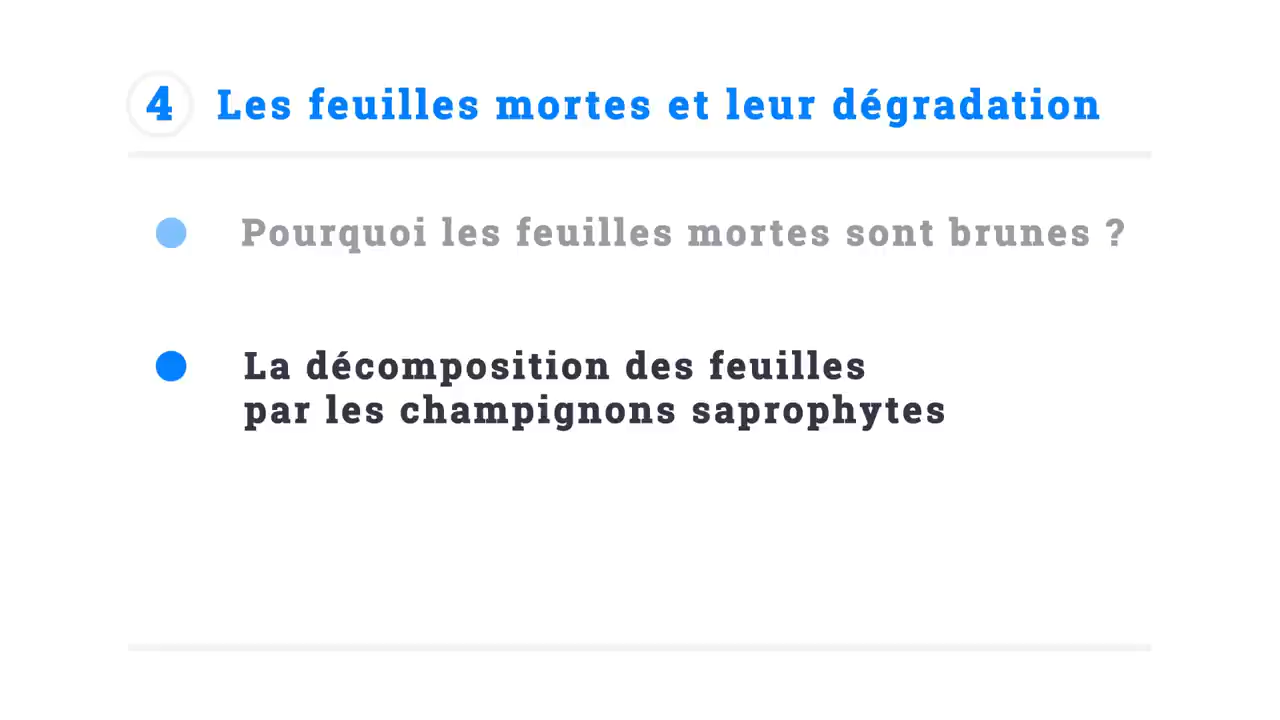 4 Les feuilles mortes et leur dégradation
Pourquoi les feuilles mortes sont brunes ?
La décomposition des feuilles
par les champignons saprophytes